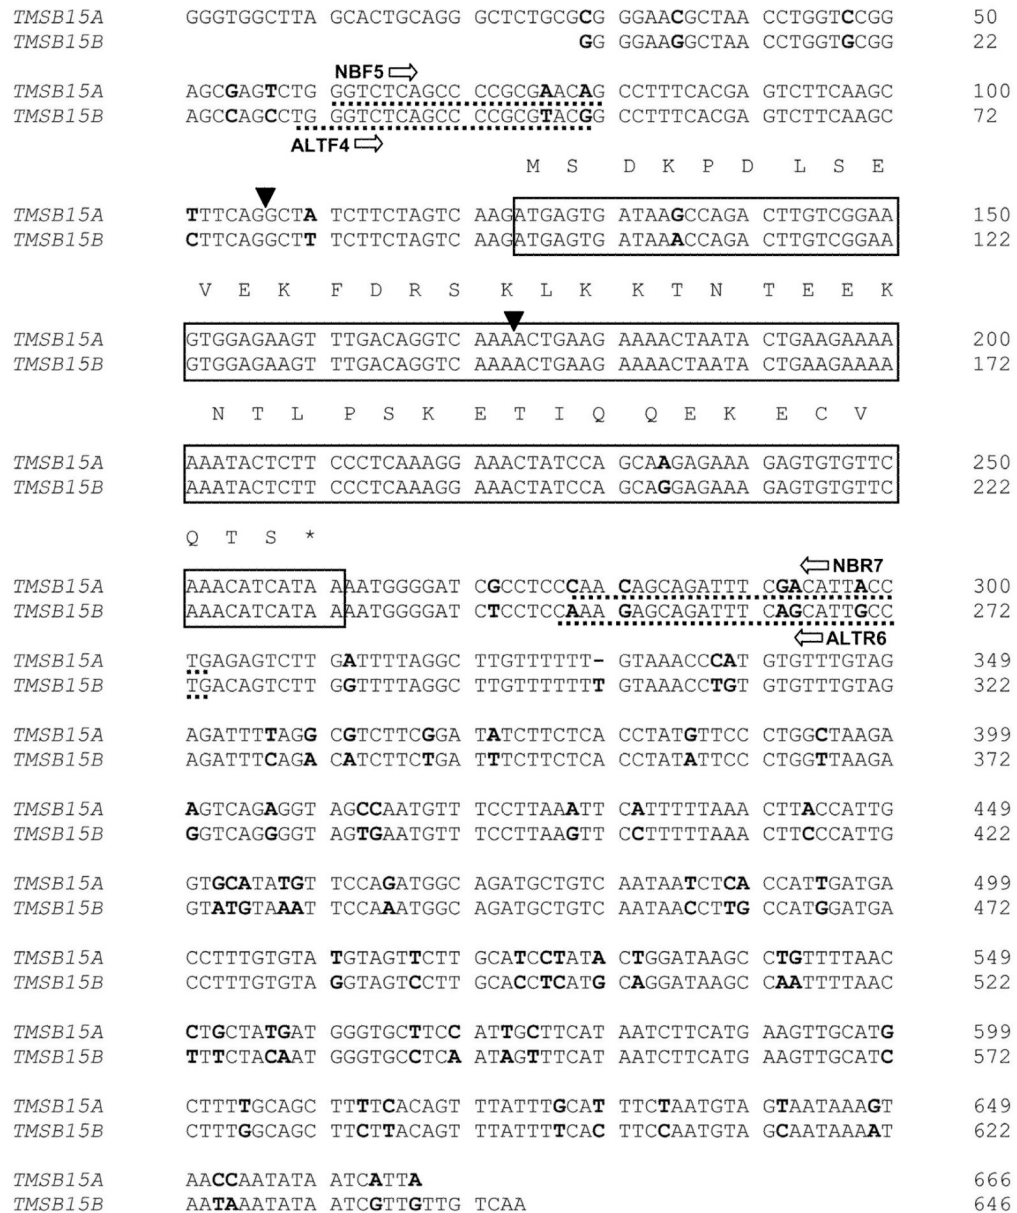 TMSB15A GGGTGGCTTA GCACTGCAGG GCTCTGCGCG GGAACGCTAA CCTGGTCCGG 50
TMSB15B GG GGAAGGCTAA CCTGGTGCGG 22
NBF5
TMSB15A AGCGAGTCTG GGTCTCAGCC CCGCGAACAG CCTTTCACGA GTCTTCAAGC 100
TMSB15B AGCCAGCCTG GGTCTCAGCC CCGCGTACGG CCTTTCACGA GTCTTCAAGC 72
ALTF4
M S D K P D L S E
TMSB15A TTTCAGGCTA TCTTCTAGTC AAGATGAGTG ATAAGCCAGA CTTGTCGGAA 150
TMSB15B CTTCAGGCTT TCTTCTAGTC AAGATGAGTG ATAAACCAGA CTTGTCGGAA 122
V E K F D R S K L K K T N T E E K
TMSB15A GTGGAGAAGT TTGACAGGTC AAAACTGAAG AAAACTAATA CTGAAGAAAA 200
TMSB15B GTGGAGAAGT TTGACAGGTC AAAACTGAAG AAAACTAATA CTGAAGAAAA 172
N T L P S K E T I Q Q E K E C V
TMSB15A AAATACTCTT CCCTCAAAGG AAACTATCCA GCAAGAGAAA GAGTGTGTTC 250
TMSB15B AAATACTCTT CCCTCAAAGG AAACTATCCA GCAGGAGAAA GAGTGTGTTC 222
Q T S *
NBR7
TMSB15A AAACATCATA AAATGGGGAT CGCCTCCCAA CAGCAGATTT CGACATTACC 300
TMSB15B AAACATCATA AAATGGGGAT CTCCTCCAAA GAGCAGATTT CAGCATTGCC 272
ALTR6
TMSB15A TGAGAGTCTT GATTTTAGGC TTGTTTTTT- GTAAACCCAT GTGTTTGTAG 349
TMSB15B TGACAGTCTT GGTTTTAGGC TTGTTTTTTT GTAAACCTGT GTGTTTGTAG 322
TMSB15A AGATTTTAGG CGTCTTCGGA TATCTTCTCA CCTATGTTCC CTGGCTAAGA 399
TMSB15B AGATTTCAGA CATCTTCTGA TTTCTTCTCA CCTATATTCC CTGGTTAAGA 372
TMSB15A AGTCAGAGGT AGCCAATGTT TCCTTAAATT CATTTTTAAA CTTACCATTG 449
TMSB15B GGTCAGGGGT AGTGAATGTT TCCTTAAGTT CCTTTTTAAA CTTCCCATTG 422
TMSB15A GTGCATATGT TCCAGATGGC AGATGCTGTC AATAATCTCA CCATTGATGA 499
TMSB15B GTATGTAAAT TCCAAATGGC AGATGCTGTC AATAACCTTG CCATGGATGA 472
TMSB15A CCTTTGTGTA TGTAGTTCTT GCATCCTATA CTGGATAAGC CTGTTTTAAC 549
TMSB15B CCTTTGTGTA GGTAGTCCTT GCACCTCATG CAGGATAAGC CAATTTTAAC 522
TMSB15A CTGCTATGAT GGGTGCTTCC ATTGCTTCAT AATCTTCATG AAGTTGCATG 599
TMSB15B TTTCTACAAT GGGTGCCTCA ATAGTTTCAT AATCTTCATG AAGTTGCATC 572
TMSB15A CTTTTGCAGC TTTTCACAGT TTATTTGCAT TTCTAATGTA GTAATAAAGT 649
TMSB15B CTTTGGCAGC TTCTTACAGT TTATTTTCAC TTCCAATGTA GCAATAAAAT 622
TMSB15A AACCAATATA ATCATTA 666
TMSB15B AATAAATATA ATCGTTGTTG TCAA 646